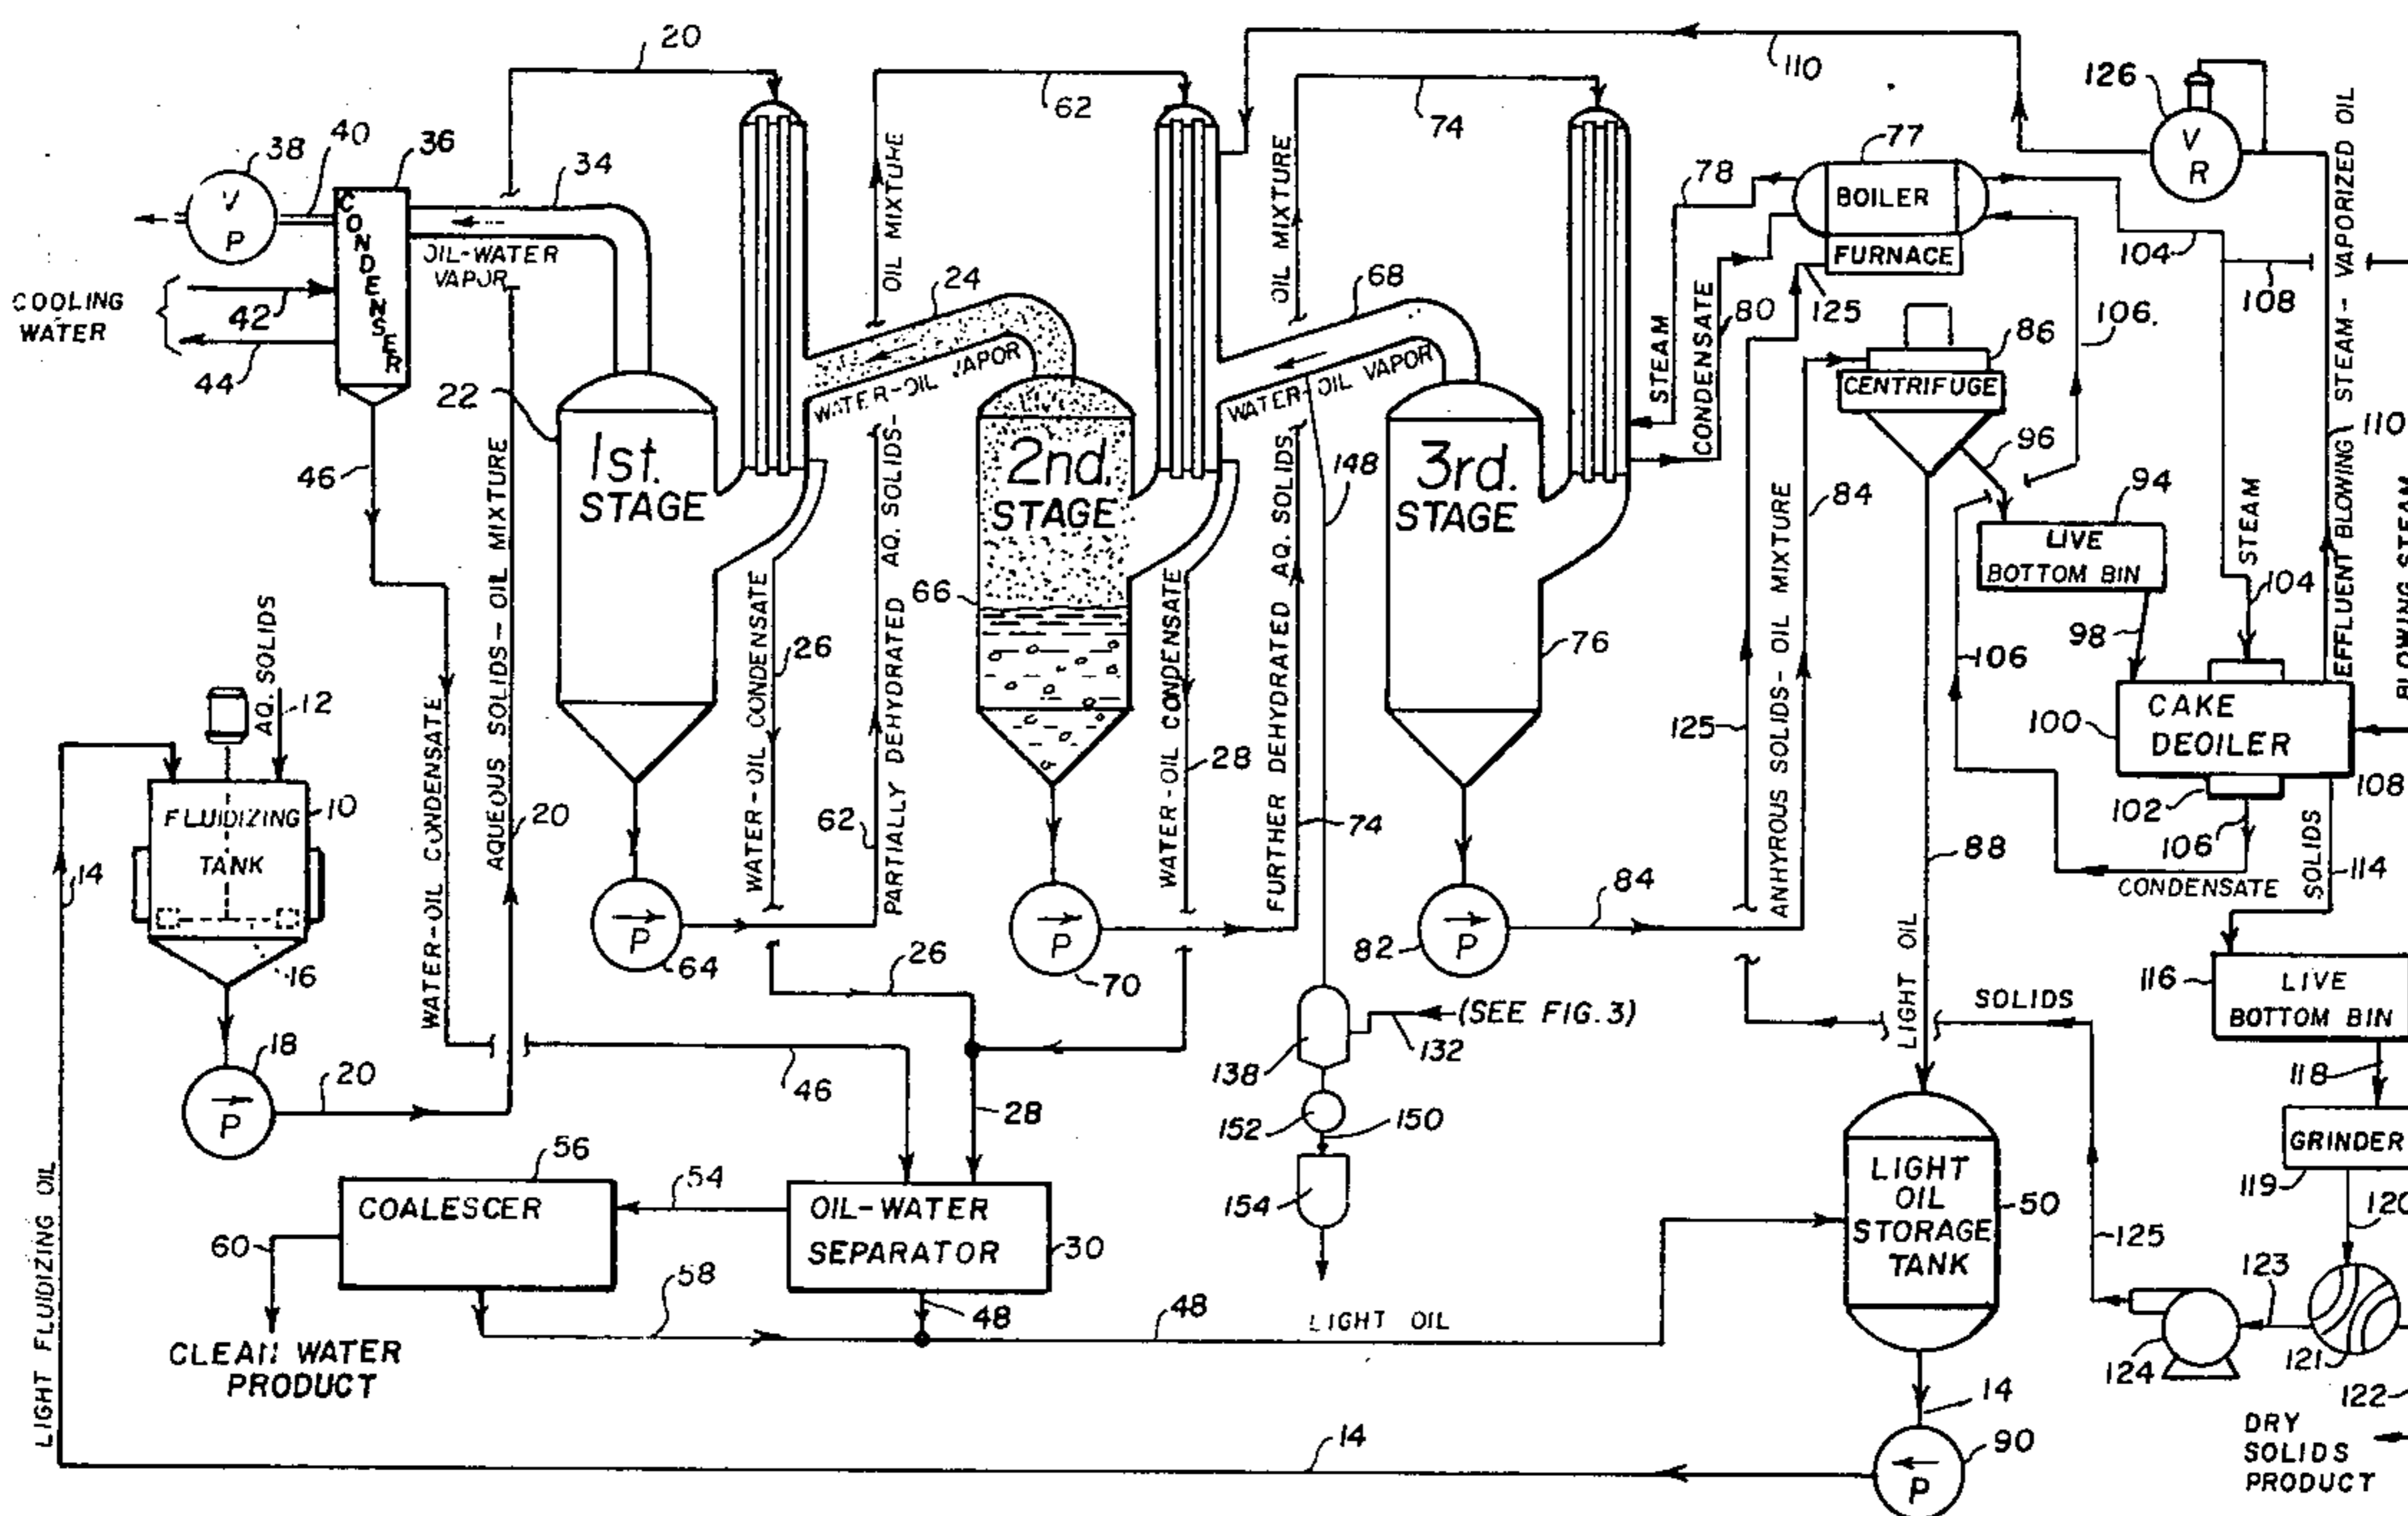 20
110
62
74
126
V
R
38
40
36
34
V
P
CONDENSER
OIL-WATER
VAPOR
COOLING
WATER
42
44
22
46
OIL MIXTURE
24
WATER-OIL VAPOR
1st.
STAGE
OIL MIXTURE
68
WATER-OIL VAPOR
2nd.
STAGE
66
148
3rd.
STAGE
76
78
77
BOILER
FURNACE
STEAM
CONDENSATE
80
125
104
108
106.
86
CENTRIFUGE
96
94
LIVE
BOTTOM BIN
98
106
STEAM
104
EFFLUENT BLOWING STEAM-VAPORIZED OIL
110
BLOWING STEAM
100
CAKE
DEOILER
102
106
108
CONDENSATE
SOLIDS
114
116
LIVE
BOTTOM BIN
118
GRINDER
119
120
121
122
123
124
125
DRY
SOLIDS
PRODUCT
AQ. SOLIDS
12
FLUIDIZING
TANK
10
14
16
18
P
20
WATER-OIL CONDENSATE
AQUEOUS SOLIDS-OIL MIXTURE
20
WATER-OIL CONDENSATE
26
62
PARTIALLY DEHYDRATED AQ. SOLIDS-
WATER-OIL CONDENSATE
28
FURTHER DEHYDRATED AQ. SOLIDS-
74
125
ANHYROUS SOLIDS-OIL MIXTURE
84
88
LIGHT OIL
SOLIDS
P
64
P
70
P
82
84
26
46
28
(SEE FIG. 3)
132
138
152
150
154
56
COALESCER
54
OIL-WATER
SEPARATOR
30
60
58
48
48
LIGHT OIL
CLEAN WATER
PRODUCT
LIGHT
OIL
STORAGE
TANK
50
14
P
90
14
LIGHT FLUIDIZING OIL